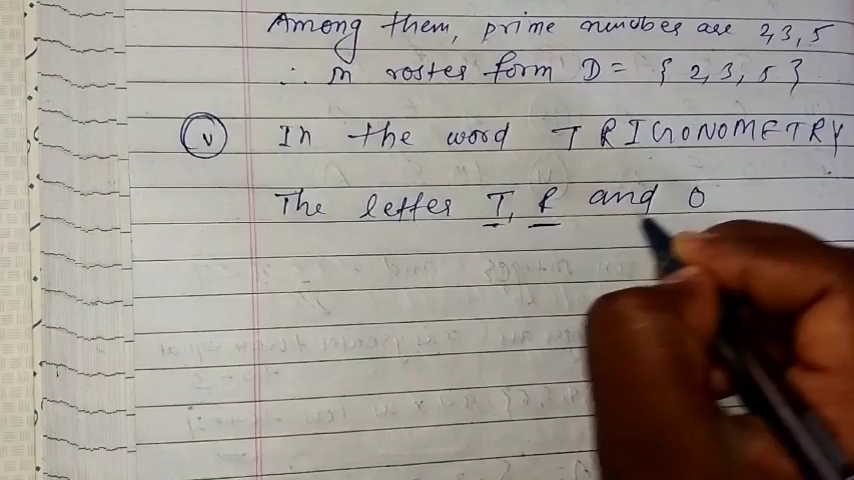 Among them, prime number are 2, 3, 5
∴ In roster form D = { 2, 3, 5 }
(v) In the word TRIGONOMETRY
The letter T, R and O